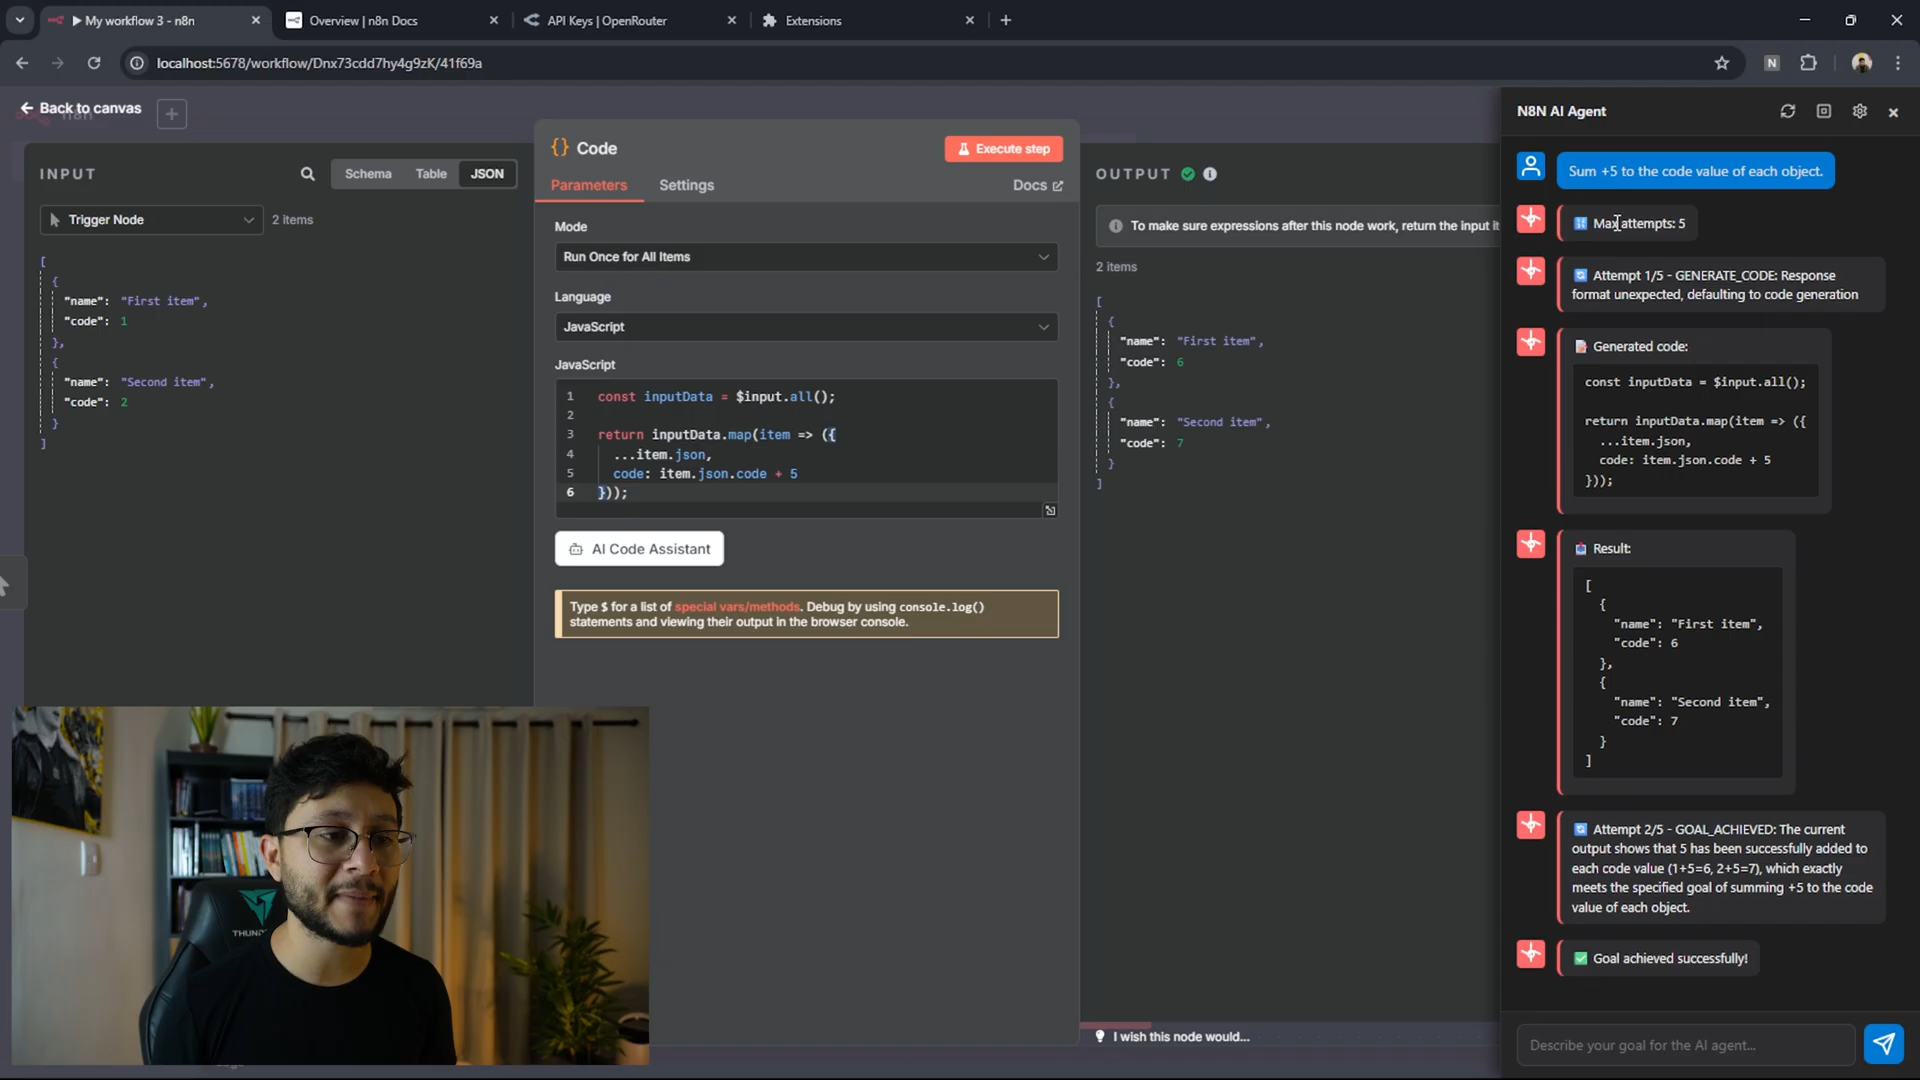 My workflow 3 - n8n
Overview | n8n Docs
API Keys | OpenRouter
Extensions
localhost:5678/workflow/Dnx73cdd7hy4g9zK/41f69a
N
Back to canvas
INPUT
Schema
Table
JSON
Trigger Node
2 items
[
{
"name": "First item",
"code": 1
},
{
"name": "Second item",
"code": 2
}
]
{} Code
Execute step
Parameters
Settings
Docs
Mode
Run Once for All Items
Language
JavaScript
JavaScript
1 const inputData = $input.all();
2
3 return inputData.map(item => ({
4 ...item.json,
5 code: item.json.code + 5
6 }));
AI Code Assistant
Type $ for a list of special vars/methods. Debug by using console.log()
statements and viewing their output in the browser console.
OUTPUT
To make sure expressions after this node work, return the input it
2 items
[
{
"name": "First item",
"code": 6
},
{
"name": "Second item",
"code": 7
}
]
I wish this node would...
N8N AI Agent
Sum +5 to the code value of each object.
Max attempts: 5
Attempt 1/5 - GENERATE_CODE: Response
format unexpected, defaulting to code generation
Generated code:
const inputData = $input.all();
return inputData.map(item => ({
...item.json,
code: item.json.code + 5
}));
Result:
[
{
"name": "First item",
"code": 6
},
{
"name": "Second item",
"code": 7
}
]
Attempt 2/5 - GOAL_ACHIEVED: The current
output shows that 5 has been successfully added to
each code value (1+5=6, 2+5=7), which exactly
meets the specified goal of summing +5 to the code
value of each object.
Goal achieved successfully!
Describe your goal for the AI agent...